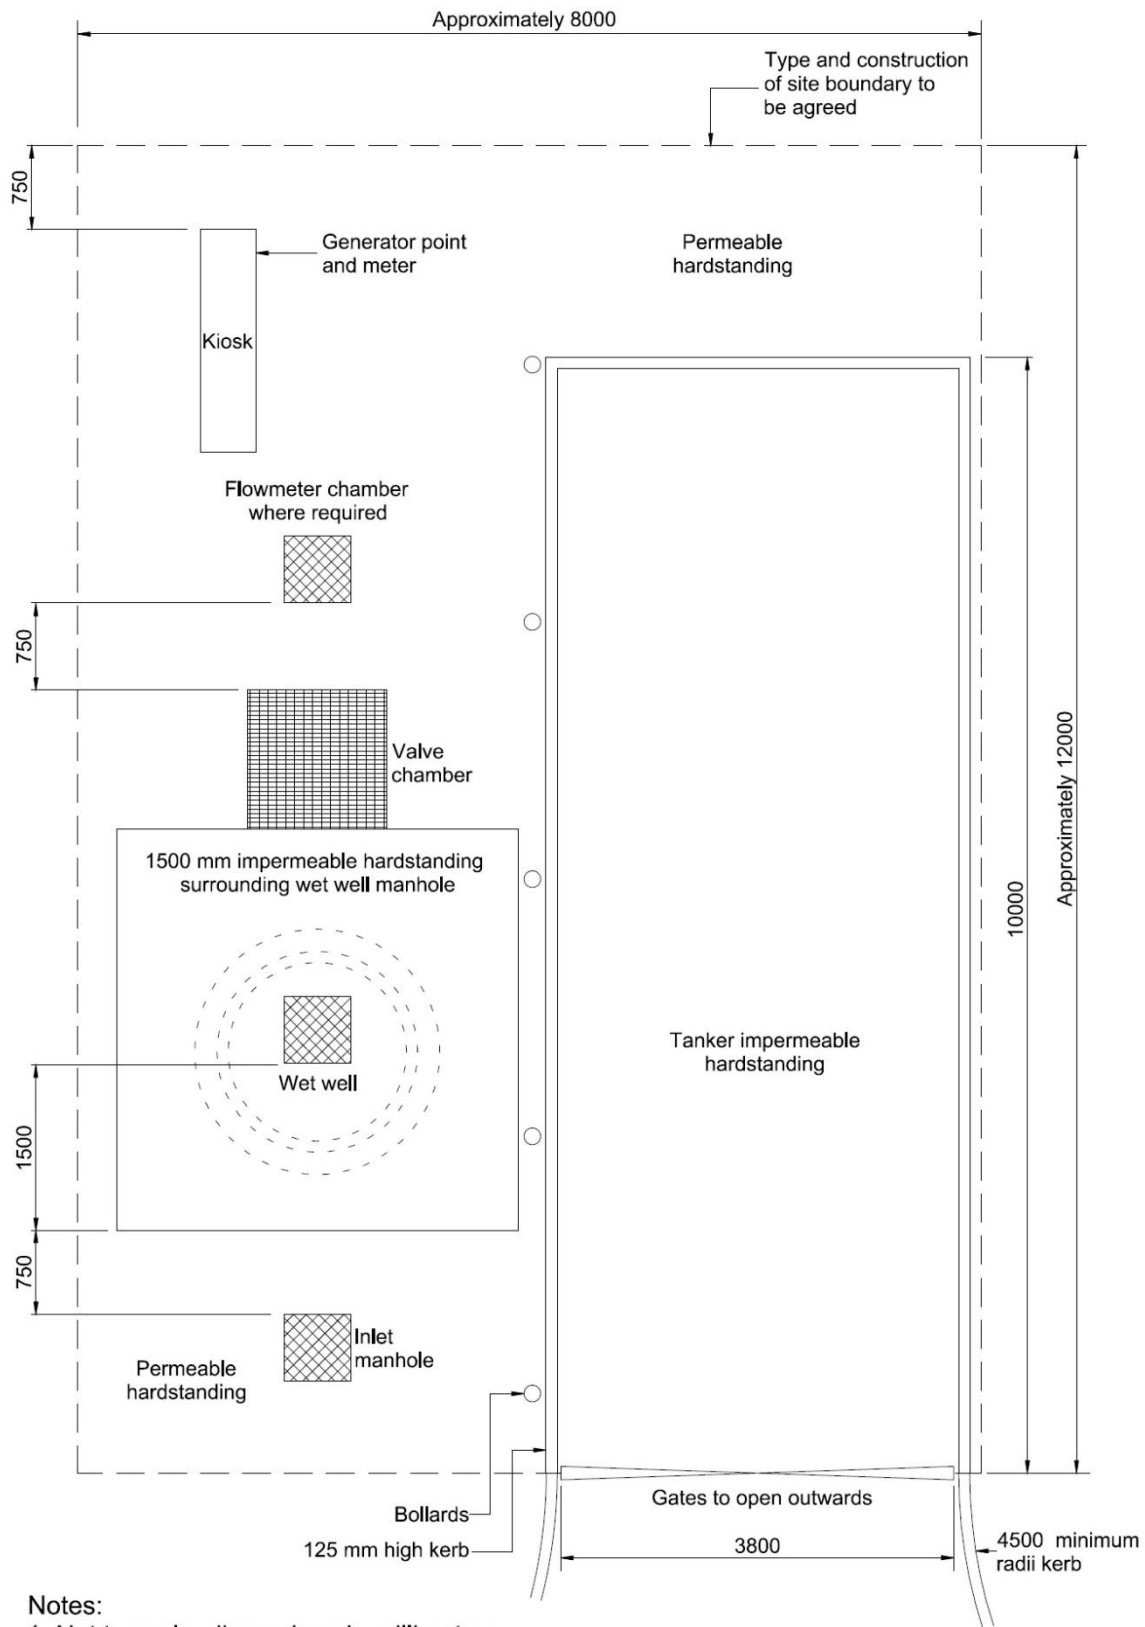 Approximately 8000
Type and construction
of site boundary to
be agreed
750
Generator point
and meter
Permeable
hardstanding
Kiosk
Flowmeter chamber
where required
750
Valve
chamber
Approximately 12000
10000
1500 mm impermeable hardstanding
surrounding wet well manhole
Tanker impermeable
hardstanding
Wet well
1500
750
Inlet
manhole
Permeable
hardstanding
Gates to open outwards
Bollards
125 mm high kerb
3800
4500 minimum
radii kerb
Notes: